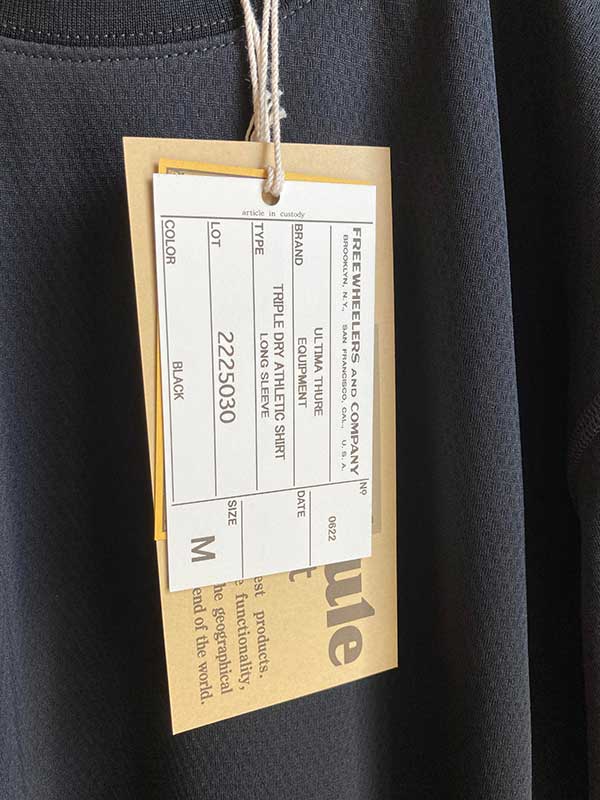 article in custody
FREEWHEELERS AND COMPANY
BROOKLYN, N.Y., SAN FRANCISCO, CAL., U. S. A.
Nº
0622
BRAND
ULTIMA THURE
EQUIPMENT
DATE
TYPE
TRIPLE DRY ATHLETIC SHIRT
LONG SLEEVE
LOT
2225030
SIZE
M
COLOR
BLACK
est products.
functionality,
he geographical
end of the world.